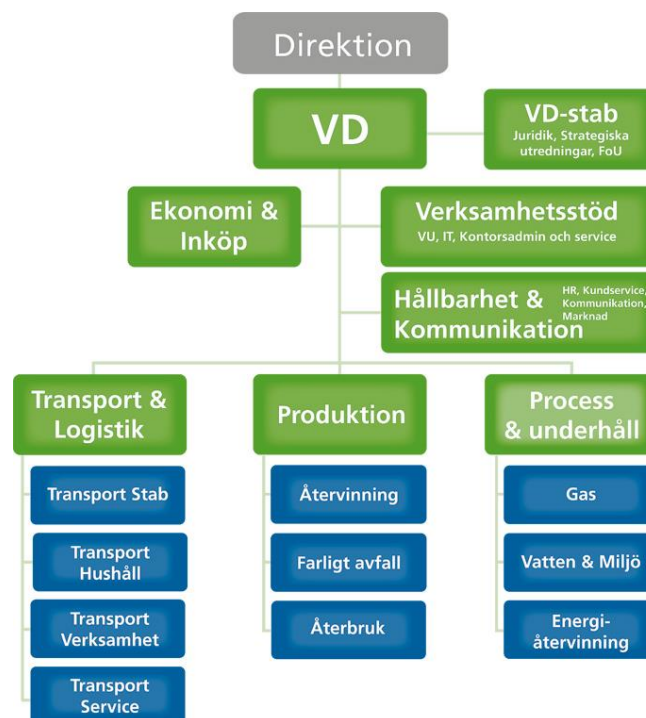 Direktion
VD
VD-stab
Juridik, Strategiska
utredningar, FoU
Ekonomi &
Inköp
Verksamhetsstöd
VU, IT, Kontorsadmin och service
Hållbarhet &
Kommunikation
HR, Kundservice,
Kommunikation,
Marknad
Transport &
Logistik
Transport Stab
Transport
Hushåll
Transport
Verksamhet
Transport
Service
Produktion
Återvinning
Farligt avfall
Återbruk
Process
& underhåll
Gas
Vatten & Miljö
Energi-
återvinning